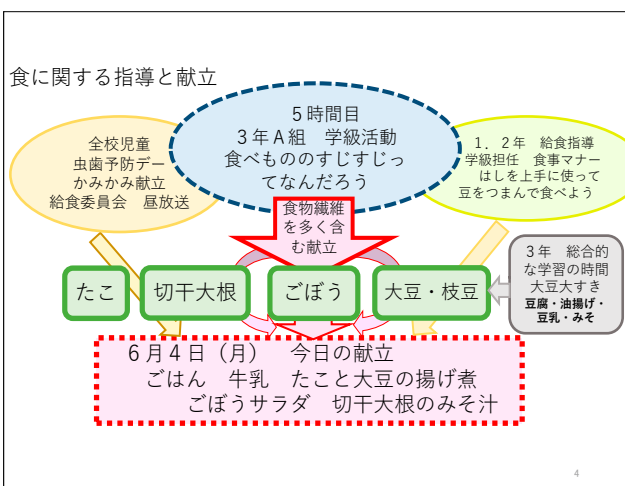 食に関する指導と献立
5時間目
3年A組　学級活動
食べもののすじすじっ
てなんだろう
全校児童
虫歯予防デー
かみかみ献立
給食委員会　昼放送
1．2年　給食指導
学級担任　食事マナー
はしを上手に使って
豆をつまんで食べよう
食物繊維
を多く含
む献立
3年　総合的
な学習の時間
大豆大すき
豆腐・油揚げ・
豆乳・みそ
たこ
切干大根
ごぼう
大豆・枝豆
6月4日（月）　今日の献立
ごはん　牛乳　たこと大豆の揚げ煮
ごぼうサラダ　切干大根のみそ汁
4